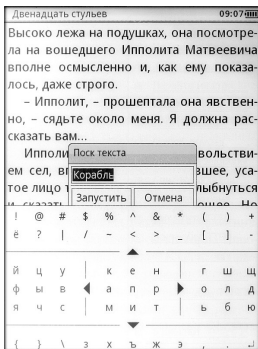 Двенадцать стульев 09:07
Высоко лежа на подушках, она посмотре-
ла на вошедшего Ипполита Матвеевича
вполне осмысленно и, как ему показа-
лось, даже строго.
– Ипполит, – прошептала она явствен-
но, – сядьте около меня. Я должна рас-
сказать вам...
Ипполи вольстви-
ем сел, вг вшее, уса-
тое лицо т лыбнуться
Поск текста
Корабль
Запустить Отмена
! @ # $ % ^ & * ( ) +
ё ? | / ~ < > _ [ ] -
й ц у к е н г ш щ
ф ы в а п р о л д
я ч с м и т ь б ю
{ } \ з х ъ ж э , .